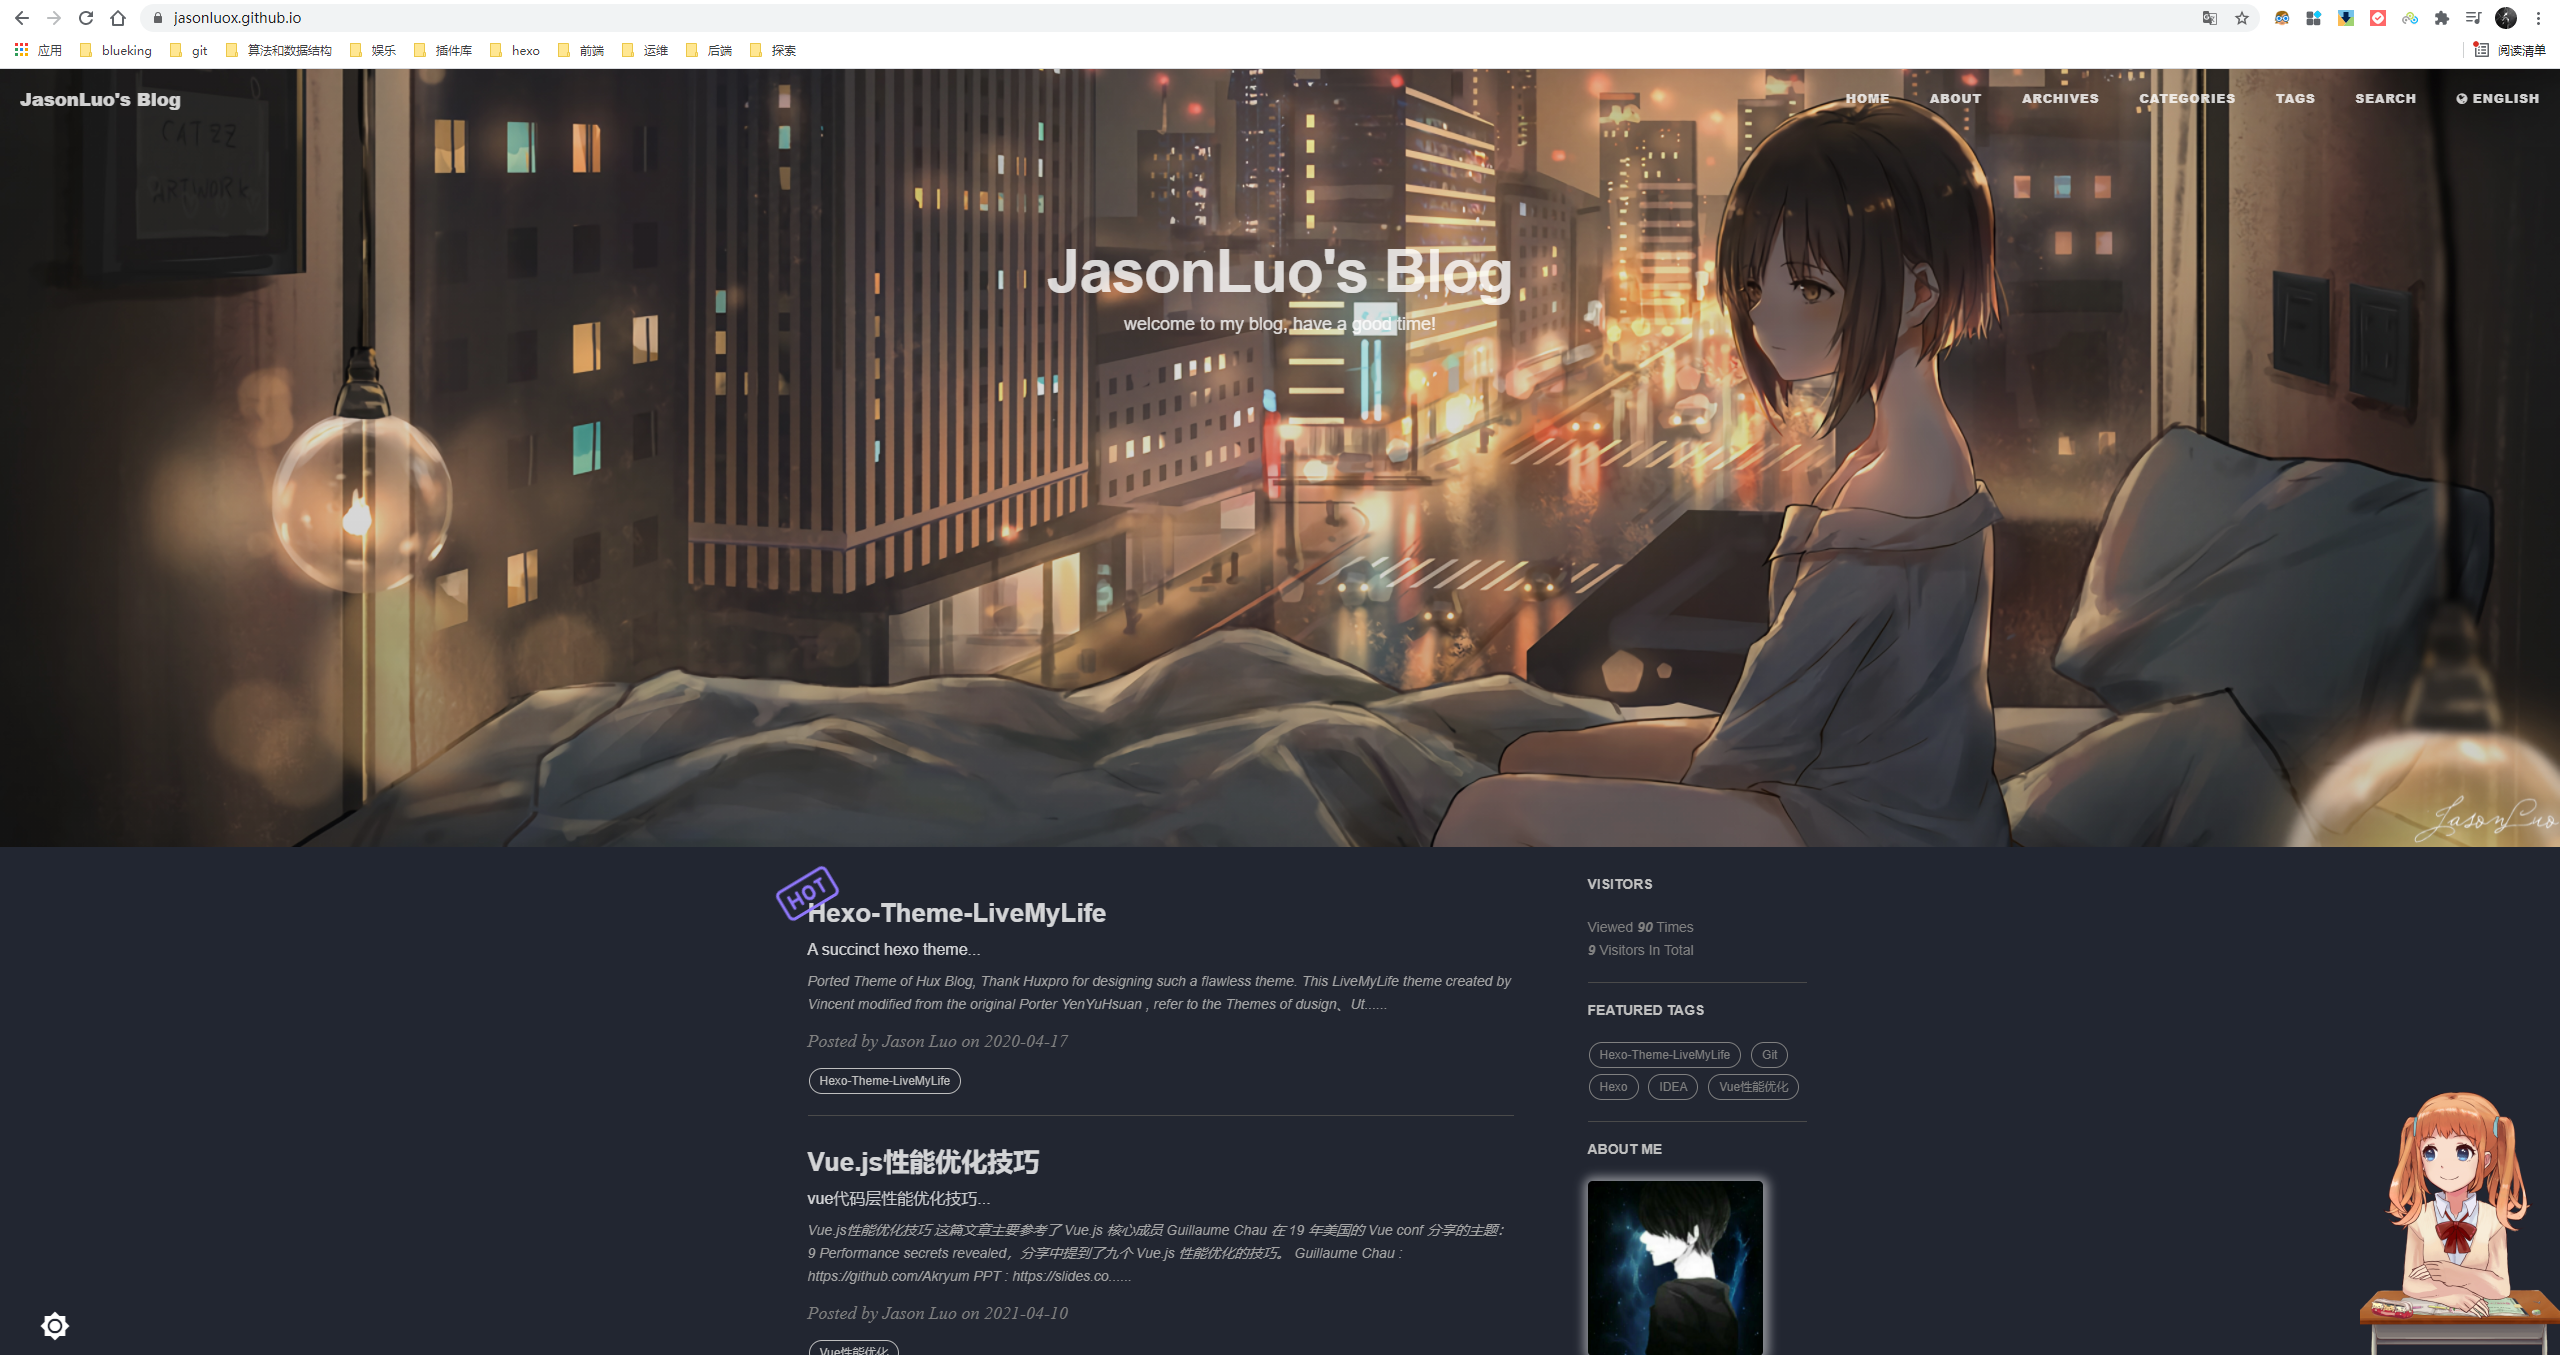 jasonluox.github.io
应用 blueking git 算法和数据结构 娱乐 插件库 hexo 前端 运维 后端 探索 阅读清单
JasonLuo's Blog HOME ABOUT ARCHIVES CATEGORIES TAGS SEARCH ENGLISH
CATZZ
ARTWORK
JasonLuo's Blog
welcome to my blog, have a good time!
JasonLuo
HOT
Hexo-Theme-LiveMyLife
A succinct hexo theme...
Ported Theme of Hux Blog, Thank Huxpro for designing such a flawless theme. This LiveMyLife theme created by
Vincent modified from the original Porter YenYuHsuan , refer to the Themes of dusign、Ut......
Posted by Jason Luo on 2020-04-17
Hexo-Theme-LiveMyLife
Vue.js性能优化技巧
vue代码层性能优化技巧...
Vue.js性能优化技巧 这篇文章主要参考了 Vue.js 核心成员 Guillaume Chau 在 19 年美国的 Vue conf 分享的主题：
9 Performance secrets revealed，分享中提到了九个 Vue.js 性能优化的技巧。 Guillaume Chau :
https://github.com/Akryum PPT : https://slides.co......
Posted by Jason Luo on 2021-04-10
Vue性能优化
VISITORS
Viewed 90 Times
9 Visitors In Total
FEATURED TAGS
Hexo-Theme-LiveMyLife Git
Hexo IDEA Vue性能优化
ABOUT ME